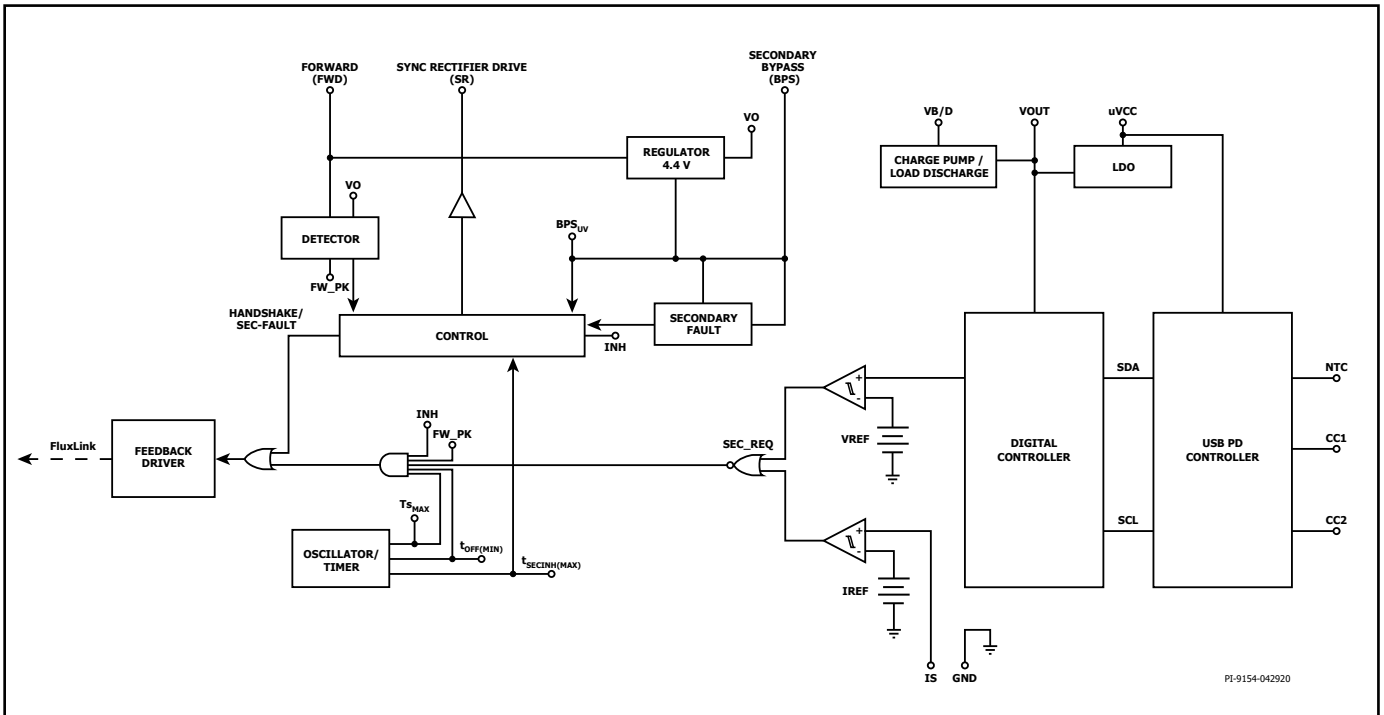 FORWARD
(FWD)
SYNC RECTIFIER DRIVE
(SR)
SECONDARY
BYPASS
(BPS)
VB/D
VOUT
uVCC
VO
REGULATOR
4.4 V
CHARGE PUMP /
LOAD DISCHARGE
LDO
VO
DETECTOR
BPSUV
FW_PK
HANDSHAKE/
SEC-FAULT
CONTROL
SECONDARY
FAULT
INH
SDA
NTC
+
-
INH
FW_PK
SEC_REQ
VREF
DIGITAL
CONTROLLER
USB PD
CONTROLLER
CC1
FluxLink
FEEDBACK
DRIVER
TsMAX
OSCILLATOR/
TIMER
tOFF(MIN)
tSECINH(MAX)
+
-
SCL
CC2
IREF
IS
GND
PI-9154-042920